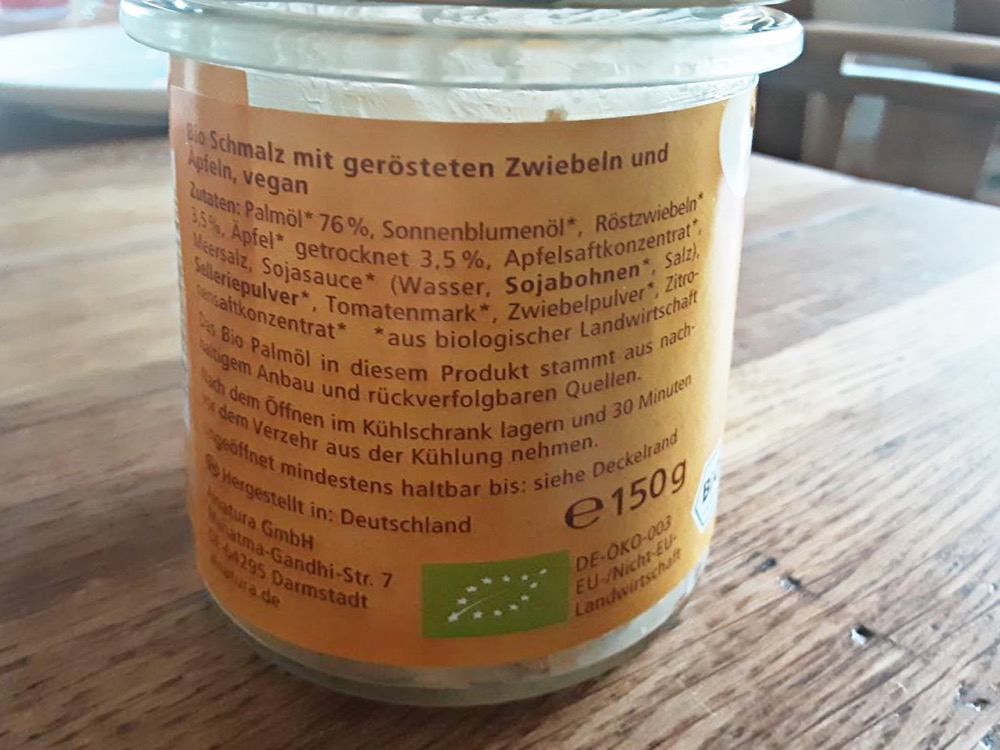 Bio Schmalz mit gerösteten Zwiebeln und
Äpfeln, vegan
Zutaten: Palmöl* 76%, Sonnenblumenöl*, Röstzwiebeln*
3,5%, Äpfel* getrocknet 3,5%, Apfelsaftkonzentrat*,
Meersalz, Sojasauce* (Wasser, Sojabohnen*, Salz),
Selleriepulver*, Tomatenmark*, Zwiebelpulver*, Zitro-
nensaftkonzentrat* *aus biologischer Landwirtschaft
Das Bio Palmöl in diesem Produkt stammt aus nach-
haltigem Anbau und rückverfolgbaren Quellen.
Nach dem Öffnen im Kühlschrank lagern und 30 Minuten
vor dem Verzehr aus der Kühlung nehmen.
Ungeöffnet mindestens haltbar bis: siehe Deckelrand
Hergestellt in: Deutschland
e150g
Alnatura GmbH
Mahatma-Gandhi-Str. 7
DE-64295 Darmstadt
alnatura.de
DE-ÖKO-003
EU-/Nicht-EU-
Landwirtschaft